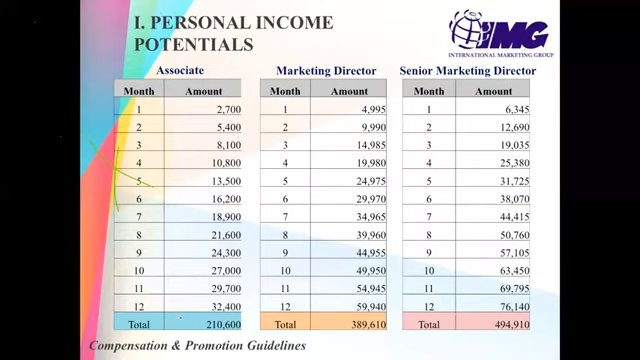 I. PERSONAL INCOME
POTENTIALS
IMG
INTERNATIONAL MARKETING GROUP
Associate
Month Amount
1 2,700
2 5,400
3 8,100
4 10,800
5 13,500
6 16,200
7 18,900
8 21,600
9 24,300
10 27,000
11 29,700
12 32,400
Total 210,600
Marketing Director
Month Amount
1 4,995
2 9,990
3 14,985
4 19,980
5 24,975
6 29,970
7 34,965
8 39,960
9 44,955
10 49,950
11 54,945
12 59,940
Total 389,610
Senior Marketing Director
Month Amount
1 6,345
2 12,690
3 19,035
4 25,380
5 31,725
6 38,070
7 44,415
8 50,760
9 57,105
10 63,450
11 69,795
12 76,140
Total 494,910
Compensation & Promotion Guidelines